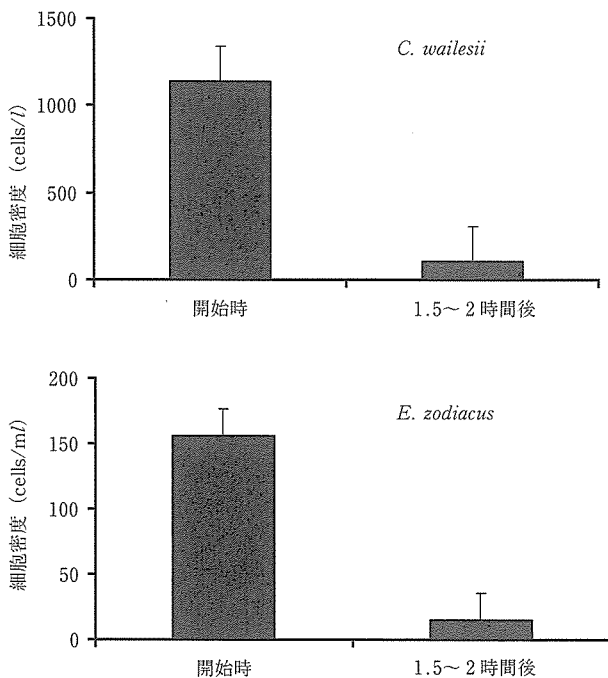 1500
C. wailesii
1000
500
0
細胞密度 (cells/l)
開始時 1.5〜2時間後
200
E. zodiacus
150
100
50
0
細胞密度 (cells/ml)
開始時 1.5〜2時間後